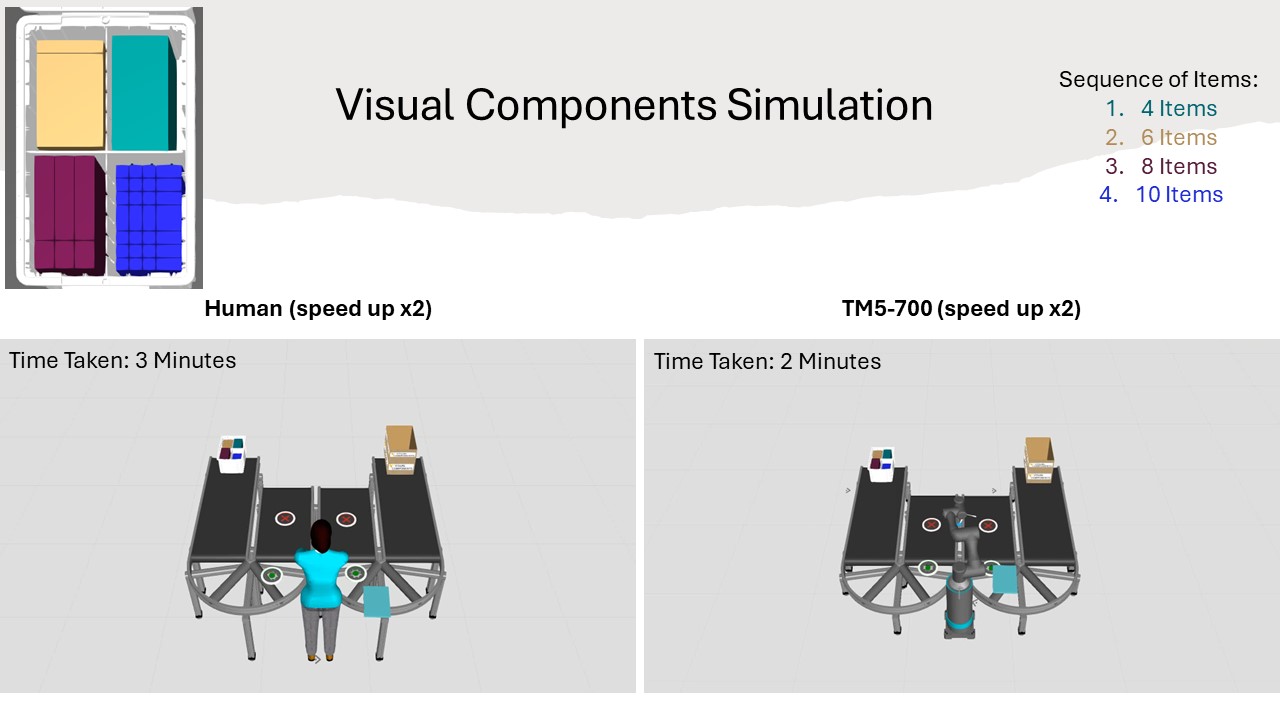 Visual Components Simulation
Sequence of Items:
1. 4 Items
2. 6 Items
3. 8 Items
4. 10 Items
Human (speed up x2)
TM5-700 (speed up x2)
Time Taken: 3 Minutes
Time Taken: 2 Minutes